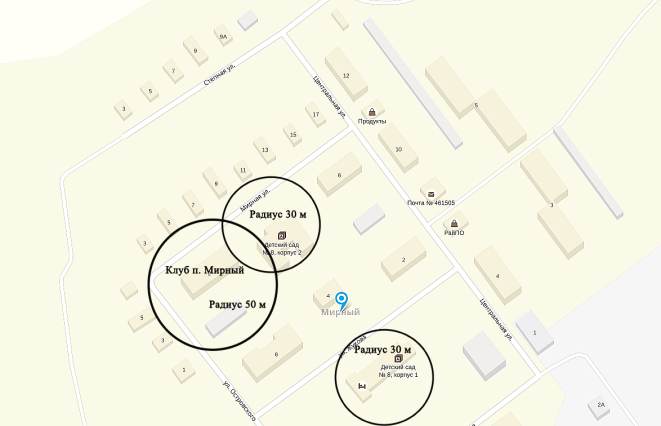 9А
9
7
5
3
Степная ул.
12
Центральная ул.
Продукты
5
17
15
13
11
9
7
5
3
10
8
Мирная ул.
Почта № 461505
РайПО
3
Радиус 30 м
Детский сад
№ 8, корпус 2
Клуб п. Мирный
Радиус 50 м
2
4
4
Мирный
Центральная ул.
1
5
3
1
6
ул. Островского
Радиус 30 м
Детский сад
№ 8, корпус 1
2А